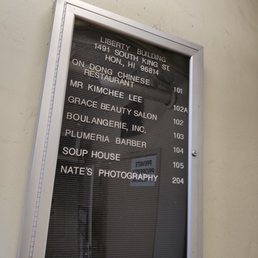 LIBERTY BUILDING
1491 SOUTH KING ST.
HON, HI 96814
ON-DONG CHINESE
RESTAURANT 101
MR KIMCHEE LEE 102A
GRACE BEAUTY SALON 102
BOULANGERIE, INC. 103
PLUMERIA BARBER 104
SOUP HOUSE 105
NATE'S PHOTOGRAPHY 204